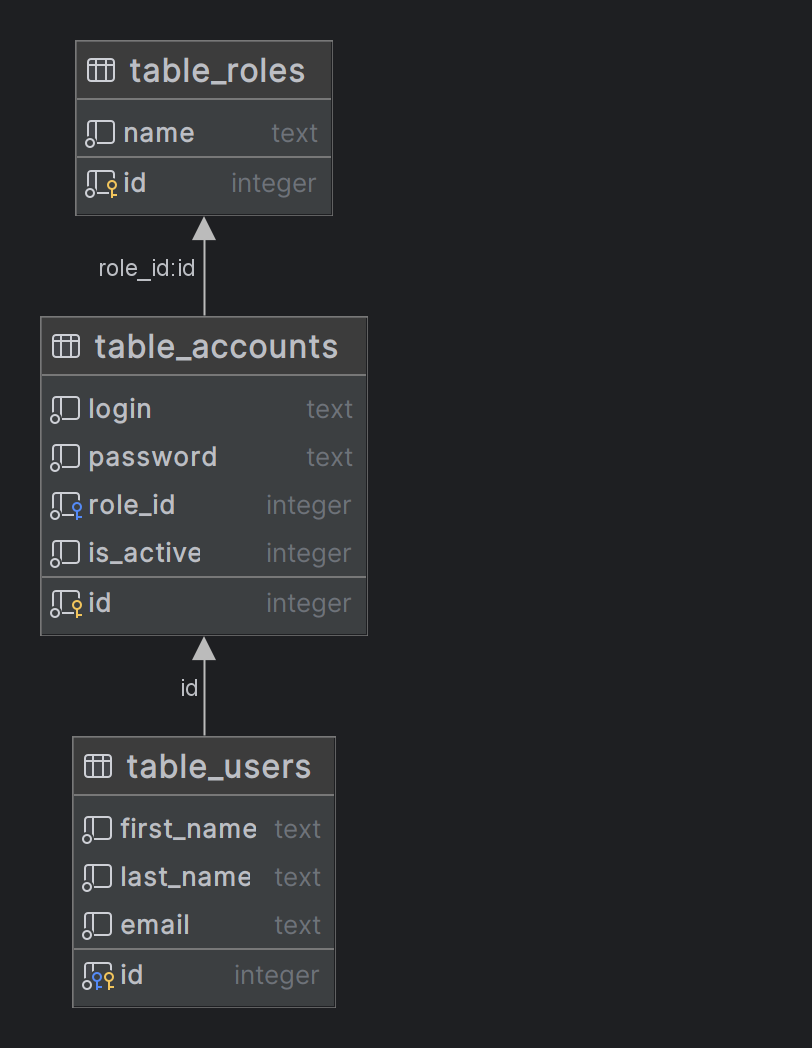 table_roles
name text
id integer
role_id:id
table_accounts
login text
password text
role_id integer
is_active integer
id integer
id
table_users
first_name text
last_name text
email text
id integer